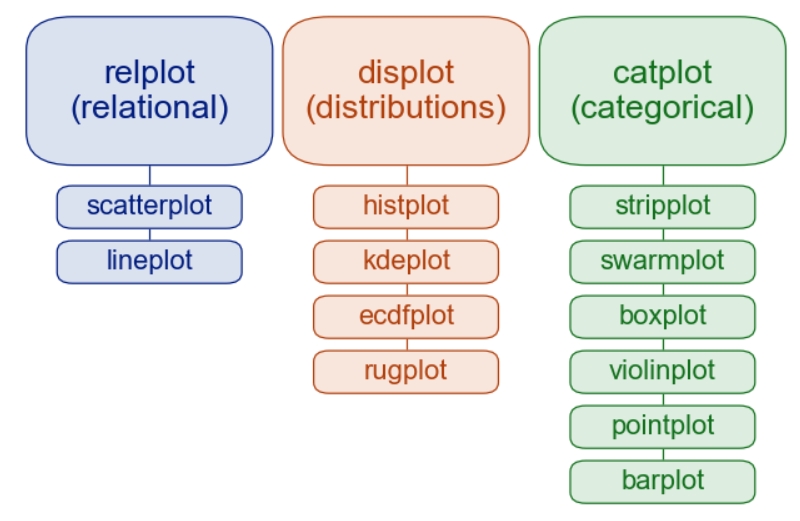 relplot
(relational)
scatterplot
lineplot
displot
(distributions)
histplot
kdeplot
ecdfplot
rugplot
catplot
(categorical)
stripplot
swarmplot
boxplot
violinplot
pointplot
barplot